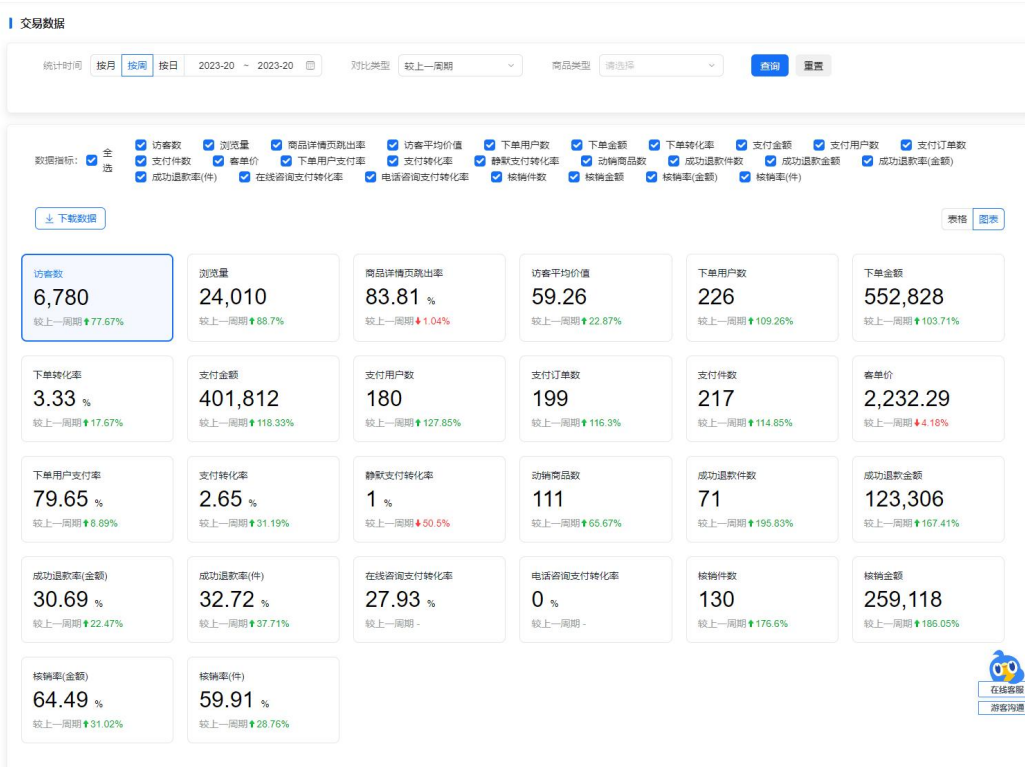 交易数据
统计时间 按月 按周 按日 2023-20 ~ 2023-20 对比类型 较上一周期 商品类型 请选择 查询 重置
数据指标: 全选 访客数 浏览量 商品详情页跳出率 访客平均价值 下单用户数 下单金额 下单转化率 支付金额 支付用户数 支付订单数
支付件数 客单价 下单用户支付率 支付转化率 静默支付转化率 动销商品数 成功退款件数 成功退款金额 成功退款率(金额)
成功退款率(件) 在线咨询支付转化率 电话咨询支付转化率 核销件数 核销金额 核销率(金额) 核销率(件)
下载数据 表格 图表
访客数 浏览量 商品详情页跳出率 访客平均价值 下单用户数 下单金额
6,780 24,010 83.81 % 59.26 226 552,828
较上一周期 77.67% 较上一周期 88.7% 较上一周期 1.04% 较上一周期 22.87% 较上一周期 109.26% 较上一周期 103.71%
下单转化率 支付金额 支付用户数 支付订单数 支付件数 客单价
3.33 % 401,812 180 199 217 2,232.29
较上一周期 17.67% 较上一周期 118.33% 较上一周期 127.85% 较上一周期 116.3% 较上一周期 114.85% 较上一周期 4.18%
下单用户支付率 支付转化率 静默支付转化率 动销商品数 成功退款件数 成功退款金额
79.65 % 2.65 % 1 % 111 71 123,306
较上一周期 8.89% 较上一周期 31.19% 较上一周期 50.5% 较上一周期 65.67% 较上一周期 195.83% 较上一周期 167.41%
成功退款率(金额) 成功退款率(件) 在线咨询支付转化率 电话咨询支付转化率 核销件数 核销金额
30.69 % 32.72 % 27.93 % 0 % 130 259,118
较上一周期 22.47% 较上一周期 37.71% 较上一周期 - 较上一周期 - 较上一周期 176.6% 较上一周期 186.05%
核销率(金额) 核销率(件)
64.49 % 59.91 %
较上一周期 31.02% 较上一周期 28.76%
在线客服
游客沟通